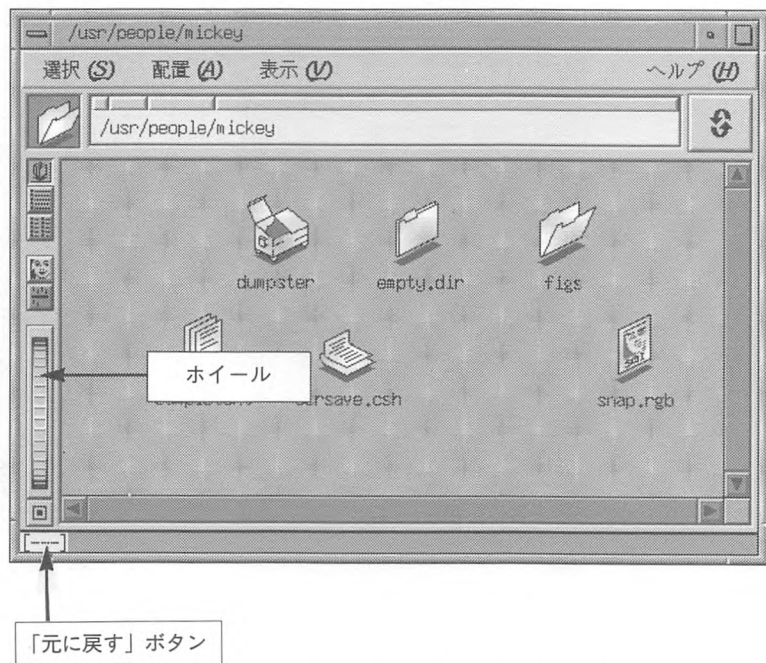 /usr/people/mickey
選択 (S) 配置 (A) 表示 (V) ヘルプ (H)
/usr/people/mickey
dumpster empty.dir figs
ホイール
snap.rgb
[---]
「元に戻す」ボタン